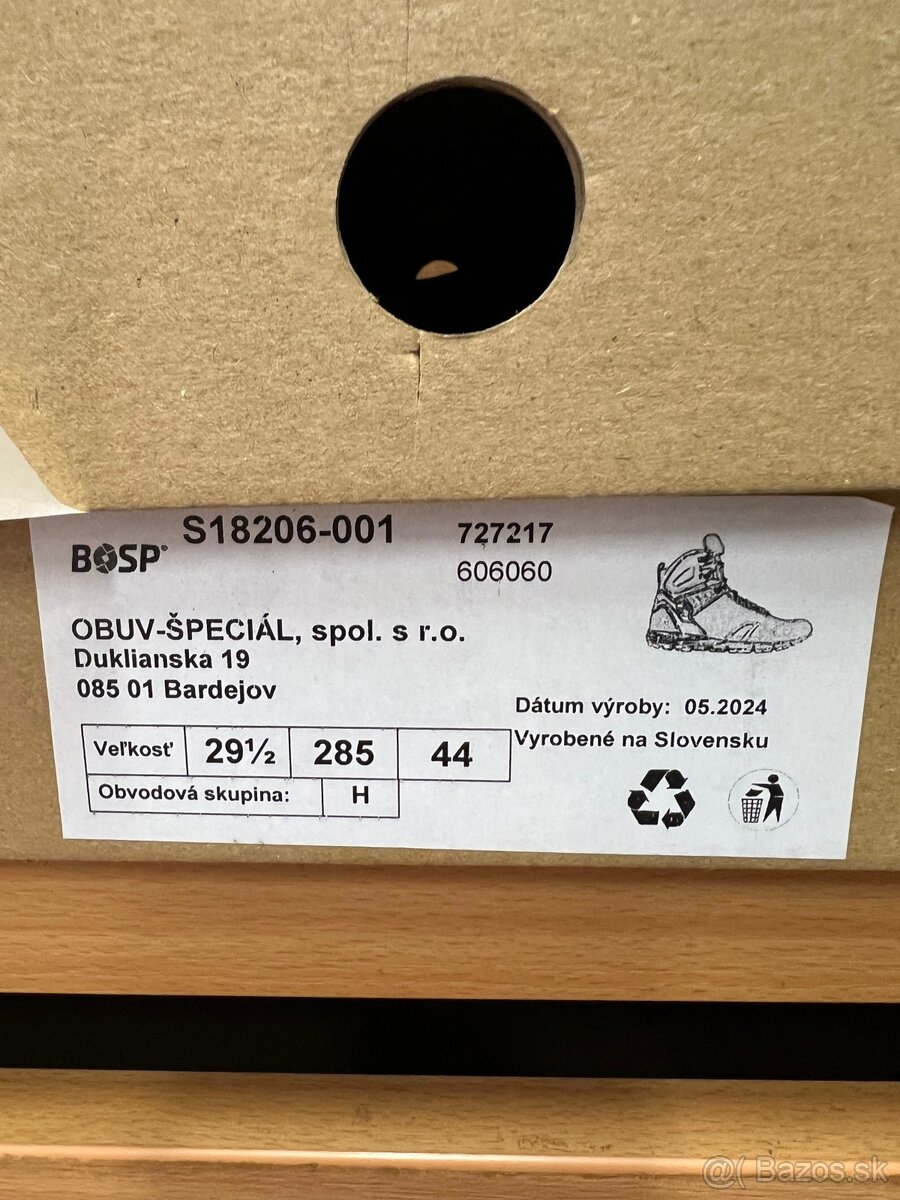 BOSP® S18206-001 727217
606060
OBUV-ŠPECIÁL, spol. s r.o.
Duklianska 19
085 01 Bardejov
Dátum výroby: 05.2024
Vyrobené na Slovensku
Veľkosť 29½ 285 44
Obvodová skupina: H
@( Bazos.sk